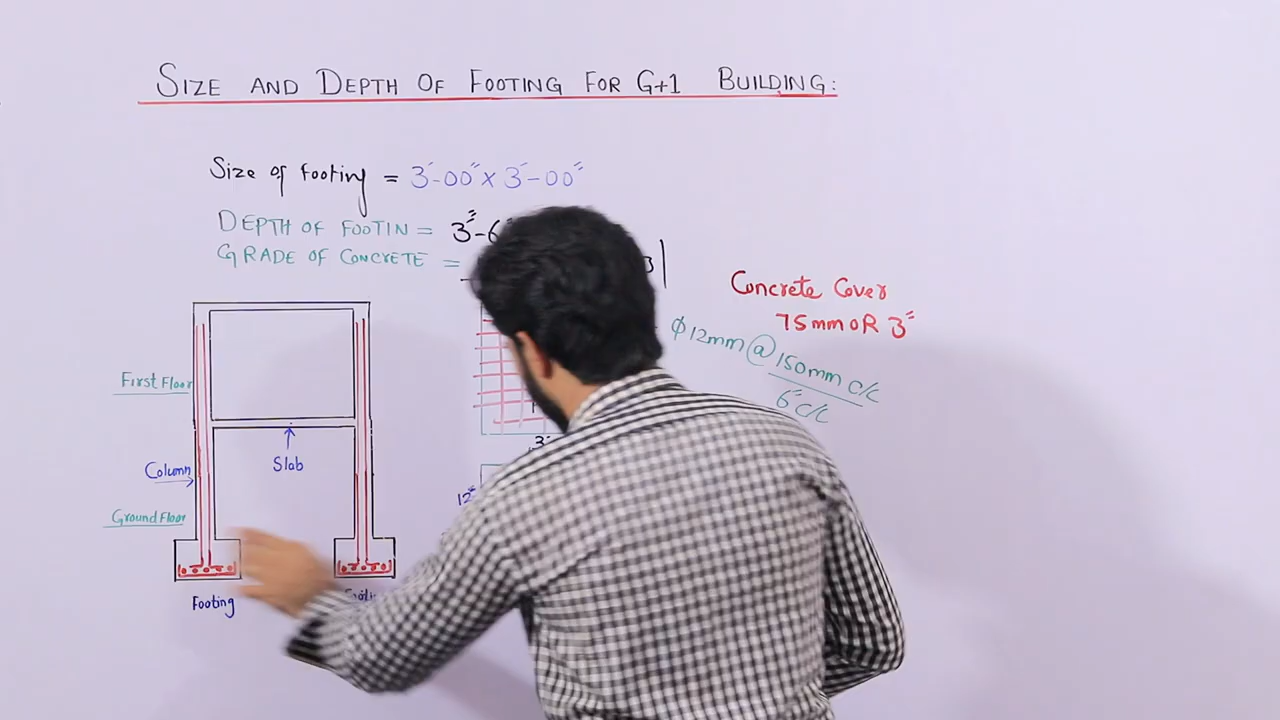 SIZE AND DEPTH OF FOOTING FOR G+1 BUILDING:
Size of footing = 3'-00" x 3'-00"
DEPTH OF FOOTIN = 3"-6"
GRADE OF CONCRETE =
Concrete Cover
75mm OR 3"
φ12mm @ 150mm C/C
6" C/C
First Floor
Column
Slab
12"
Ground Floor
Footing